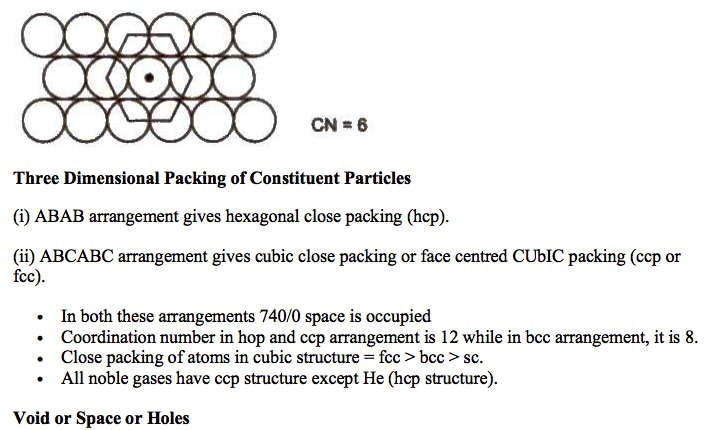 CN = 6
Three Dimensional Packing of Constituent Particles
(i) ABAB arrangement gives hexagonal close packing (hcp).
(ii) ABCABC arrangement gives cubic close packing or face centred CUbIC packing (ccp or
fcc).
• In both these arrangements 740/0 space is occupied
• Coordination number in hop and ccp arrangement is 12 while in bcc arrangement, it is 8.
• Close packing of atoms in cubic structure = fcc > bcc > sc.
• All noble gases have ccp structure except He (hcp structure).
Void or Space or Holes